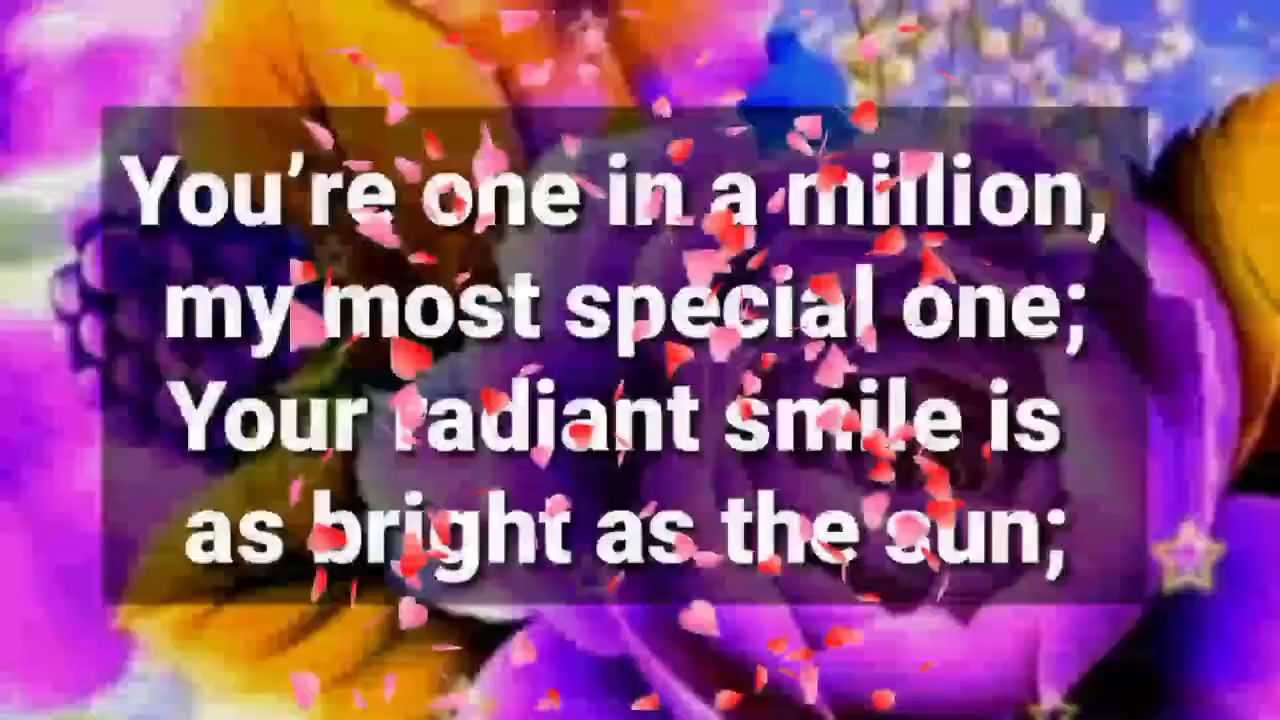 You’re one in a million,
my most special one;
Your radiant smile is
as bright as the sun;